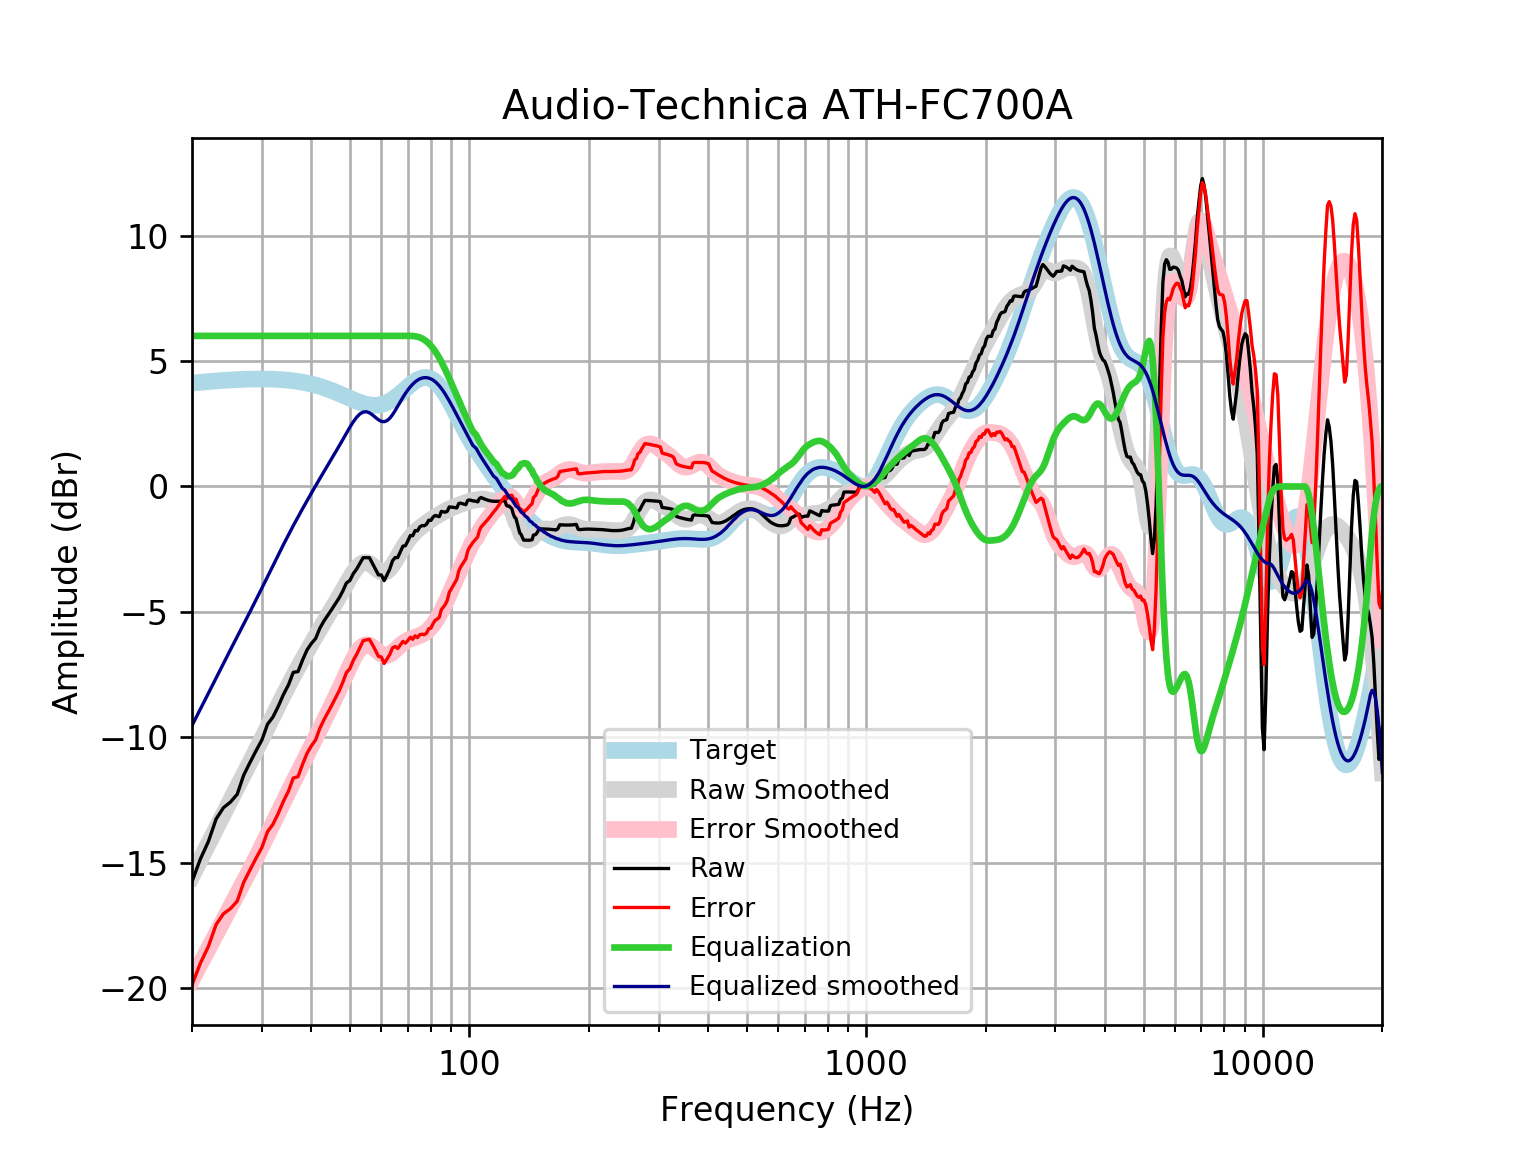 Audio-Technica ATH-FC700A
Amplitude (dBr)
10
5
0
−5
−10
−15
−20
Target
Raw Smoothed
Error Smoothed
Raw
Error
Equalization
Equalized smoothed
100
1000
10000
Frequency (Hz)